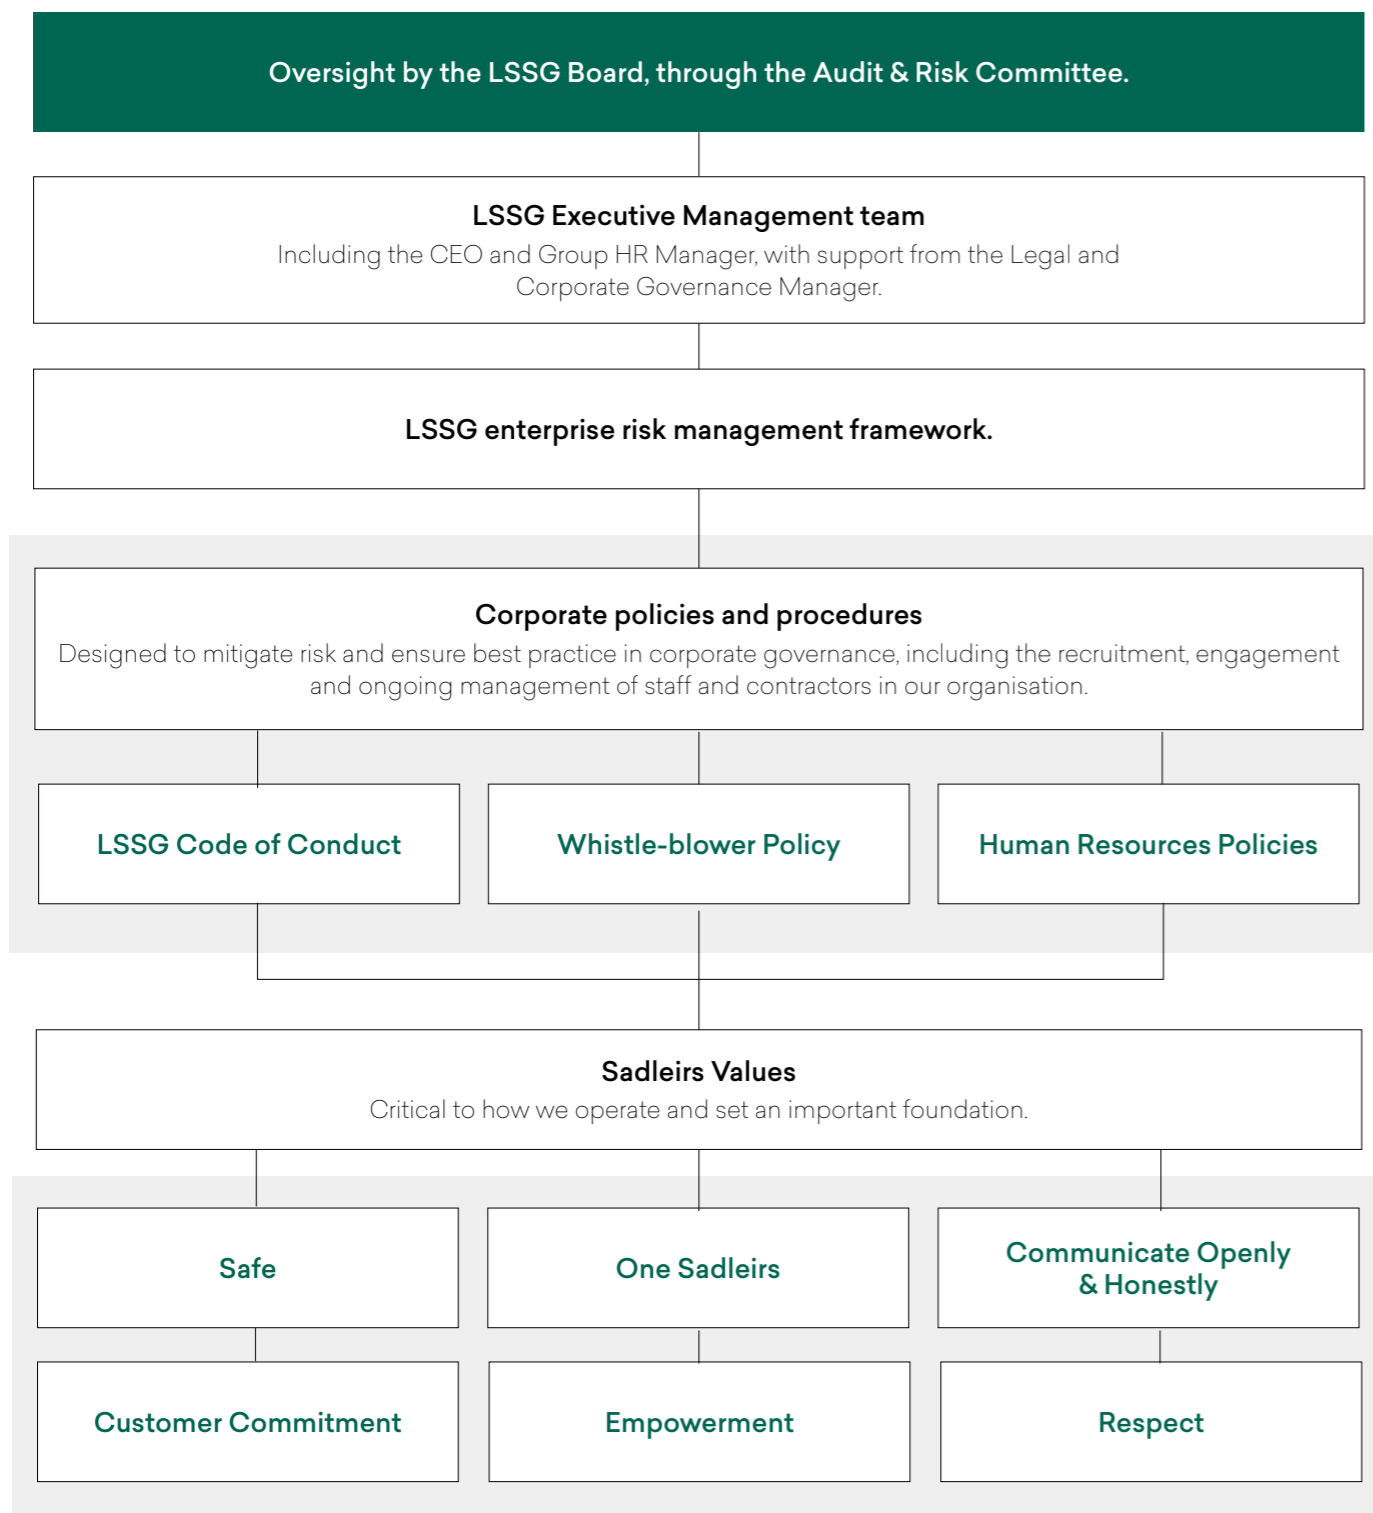 Oversight by the LSSG Board, through the Audit & Risk Committee.
LSSG Executive Management team
Including the CEO and Group HR Manager, with support from the Legal and
Corporate Governance Manager.
LSSG enterprise risk management framework.
Corporate policies and procedures
Designed to mitigate risk and ensure best practice in corporate governance, including the recruitment, engagement
and ongoing management of staff and contractors in our organisation.
LSSG Code of Conduct
Whistle-blower Policy
Human Resources Policies
Sadleirs Values
Critical to how we operate and set an important foundation.
Safe
One Sadleirs
Communicate Openly
& Honestly
Customer Commitment
Empowerment
Respect